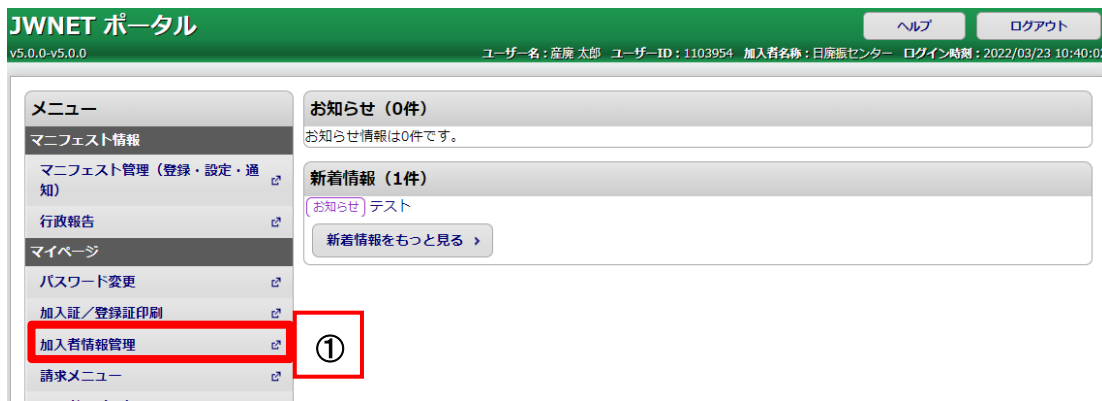 JWNET ポータル
ヘルプ
ログアウト
v5.0.0-v5.0.0
ユーザー名:産廃 太郎 ユーザーID:1103954 加入者名称:日廃振センター ログイン時刻:2022/03/23 10:40:02
メニュー
マニフェスト情報
マニフェスト管理(登録・設定・通
知)
行政報告
マイページ
パスワード変更
加入証/登録証印刷
加入者情報管理
①
請求メニュー
お知らせ(0件)
お知らせ情報は0件です。
新着情報(1件)
お知らせ テスト
新着情報をもっと見る ›